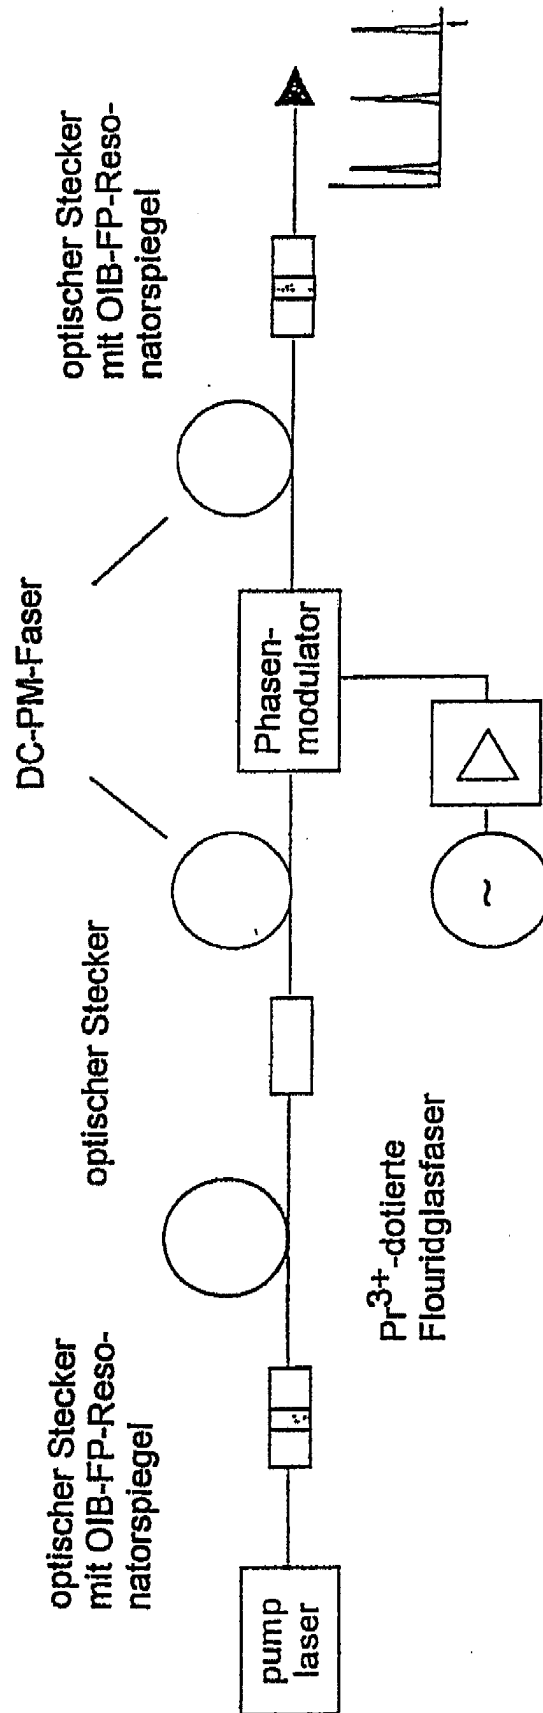 optischer Stecker
mit OIB-FP-Reso-
natorspiegel
optischer Stecker
DC-PM-Faser
optischer Stecker
mit OIB-FP-Reso-
natorspiegel
pump
laser
Pr³⁺-dotierte
Flouridglasfaser
Phasen-
modulator
~
t